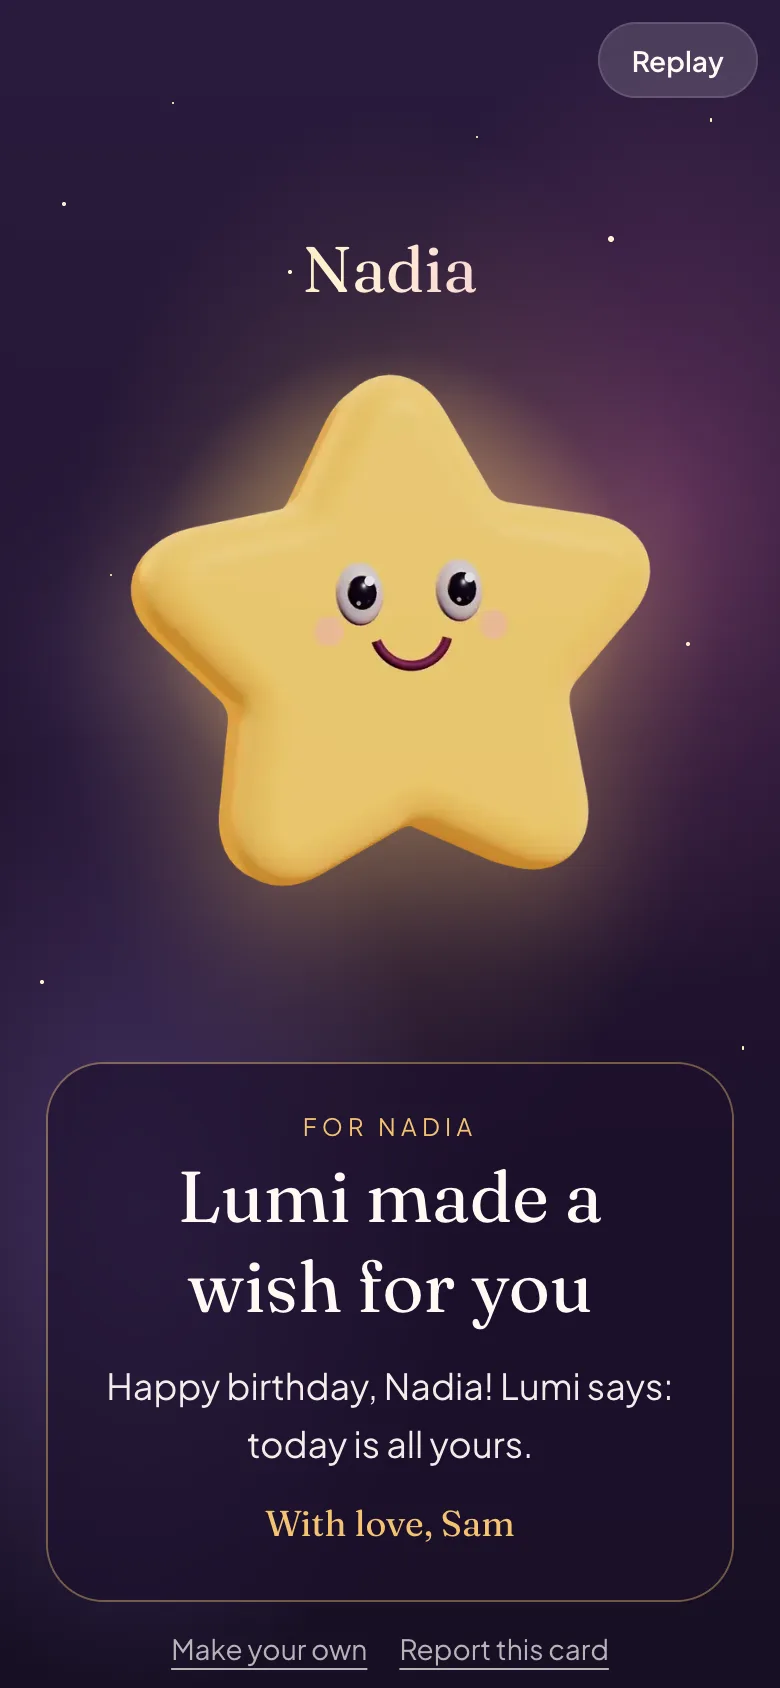 Replay
Nadia
FOR NADIA
Lumi made a
wish for you
Happy birthday, Nadia! Lumi says:
today is all yours.
With love, Sam
Make your own Report this card